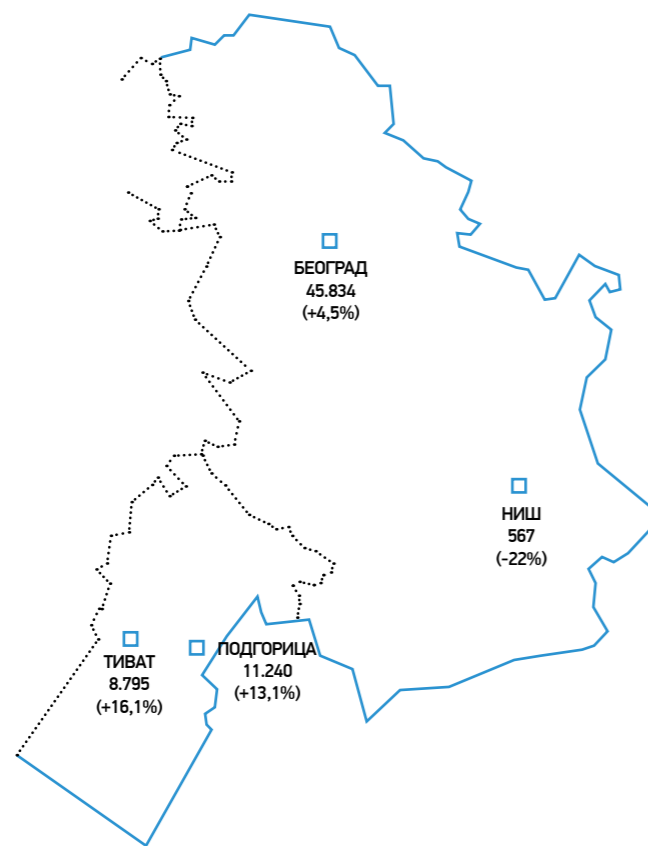 БЕОГРАД
45.834
(+4,5%)
НИШ
567
(-22%)
ТИВАТ
8.795
(+16,1%)
ПОДГОРИЦА
11.240
(+13,1%)